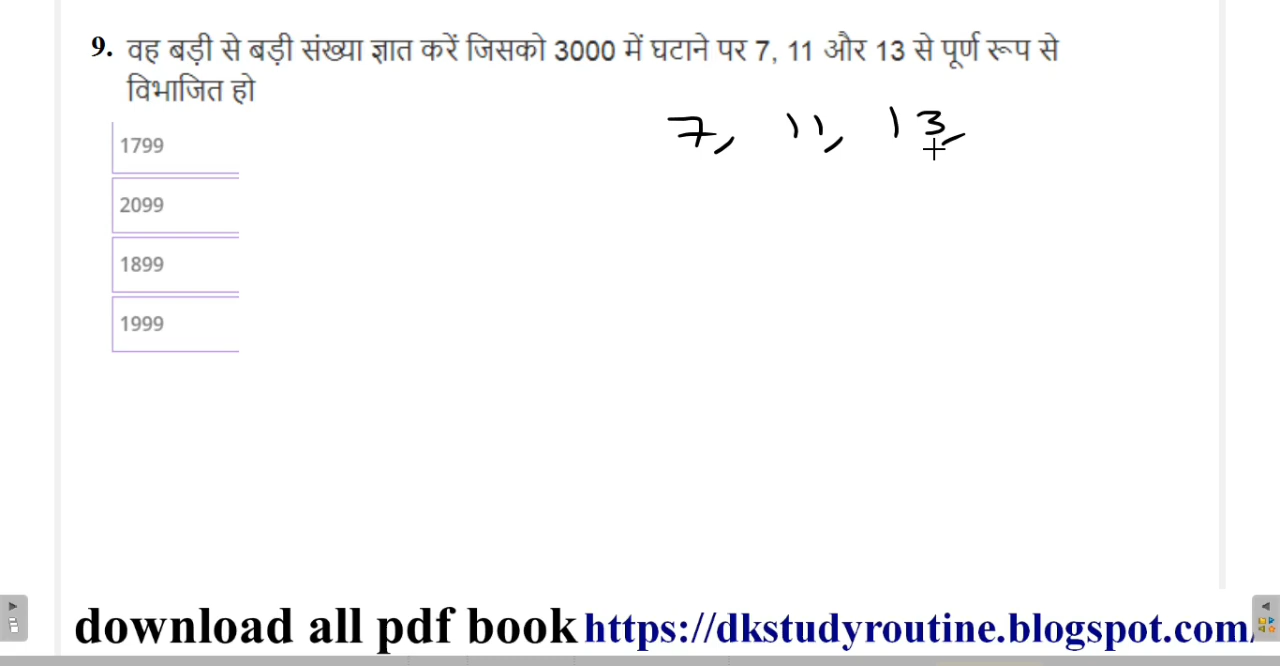 9. वह बड़ी से बड़ी संख्या ज्ञात करें जिसको 3000 में घटाने पर 7, 11 और 13 से पूर्ण रूप से
विभाजित हो
7, 11, 13,
1799
2099
1899
1999
download all pdf book https://dkstudyroutine.blogspot.com/